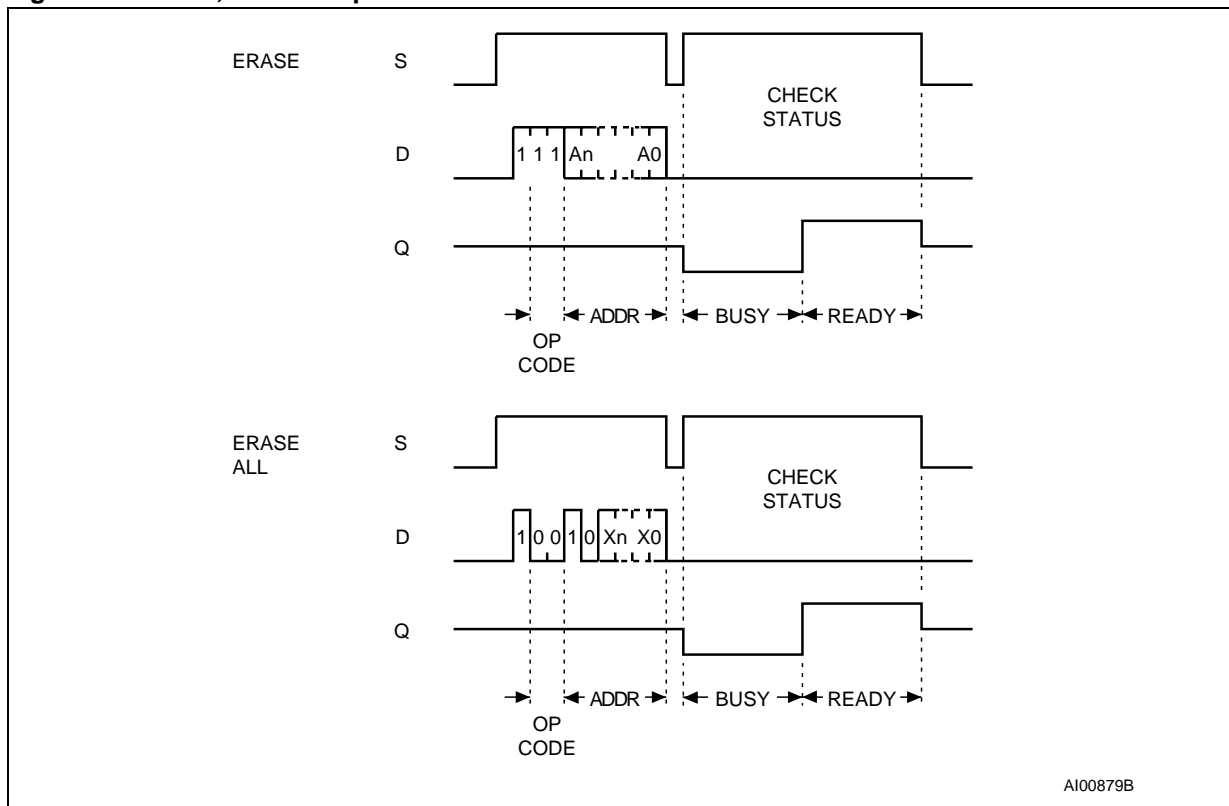 ERASE S
CHECK
STATUS
D 1 1 1 An A0
Q
ADDR BUSY READY
OP
CODE
ERASE S
ALL
CHECK
STATUS
D 1 0 0 1 0 Xn X0
Q
ADDR BUSY READY
OP
CODE
AI00879B